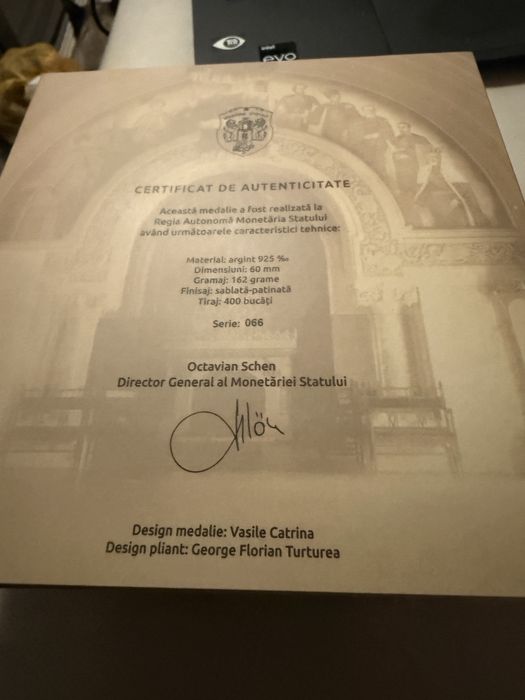 intel
evo
CERTIFICAT DE AUTENTICITATE
Această medalie a fost realizată la
Regia Autonomă Monetăria Statului
având următoarele caracteristici tehnice:
Material: argint 925 ‰
Dimensiuni: 60 mm
Gramaj: 162 grame
Finisaj: sablată-patinată
Tiraj: 400 bucăți
Serie: 066
Octavian Schen
Director General al Monetăriei Statului
Design medalie: Vasile Catrina
Design pliant: George Florian Turturea